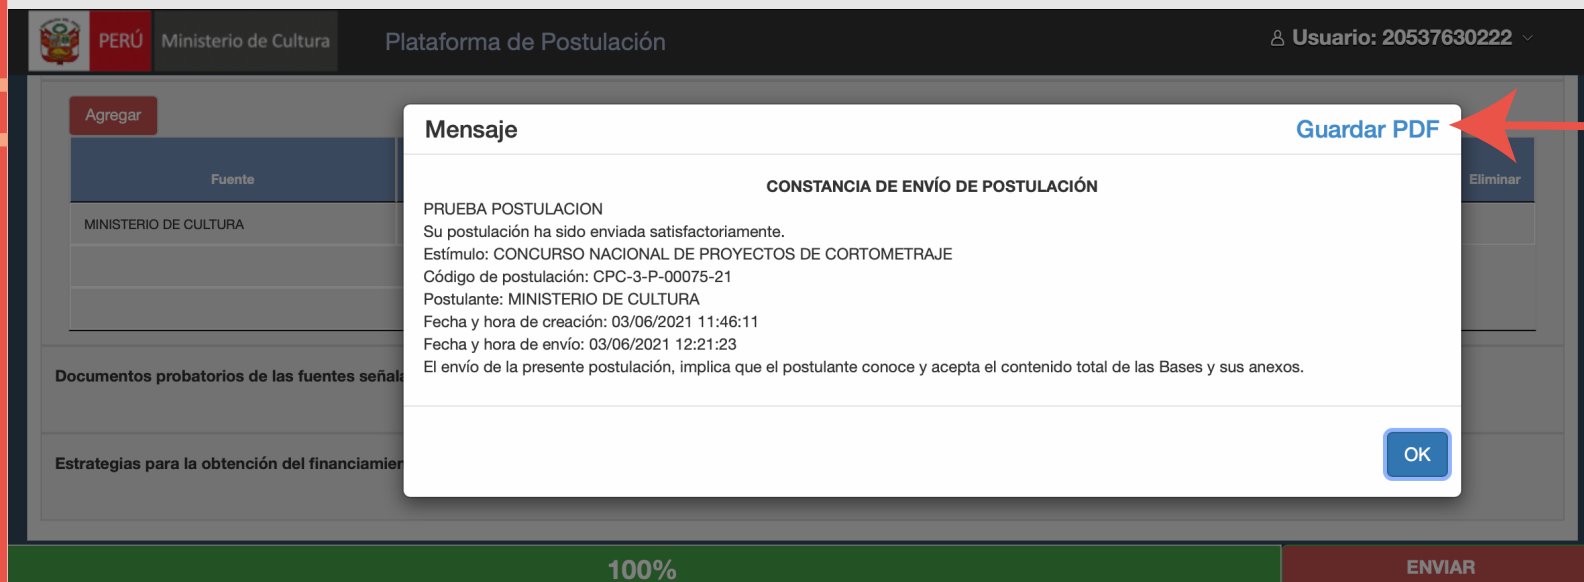 PERÚ Ministerio de Cultura Plataforma de Postulación Usuario: 20537630222
Agregar
Mensaje Guardar PDF
Fuente Eliminar
CONSTANCIA DE ENVÍO DE POSTULACIÓN
PRUEBA POSTULACION
MINISTERIO DE CULTURA
Su postulación ha sido enviada satisfactoriamente.
Estímulo: CONCURSO NACIONAL DE PROYECTOS DE CORTOMETRAJE
Código de postulación: CPC-3-P-00075-21
Postulante: MINISTERIO DE CULTURA
Fecha y hora de creación: 03/06/2021 11:46:11
Fecha y hora de envío: 03/06/2021 12:21:23
El envío de la presente postulación, implica que el postulante conoce y acepta el contenido total de las Bases y sus anexos.
Documentos probatorios de las fuentes señala
OK
Estrategias para la obtención del financiamien
100% ENVIAR